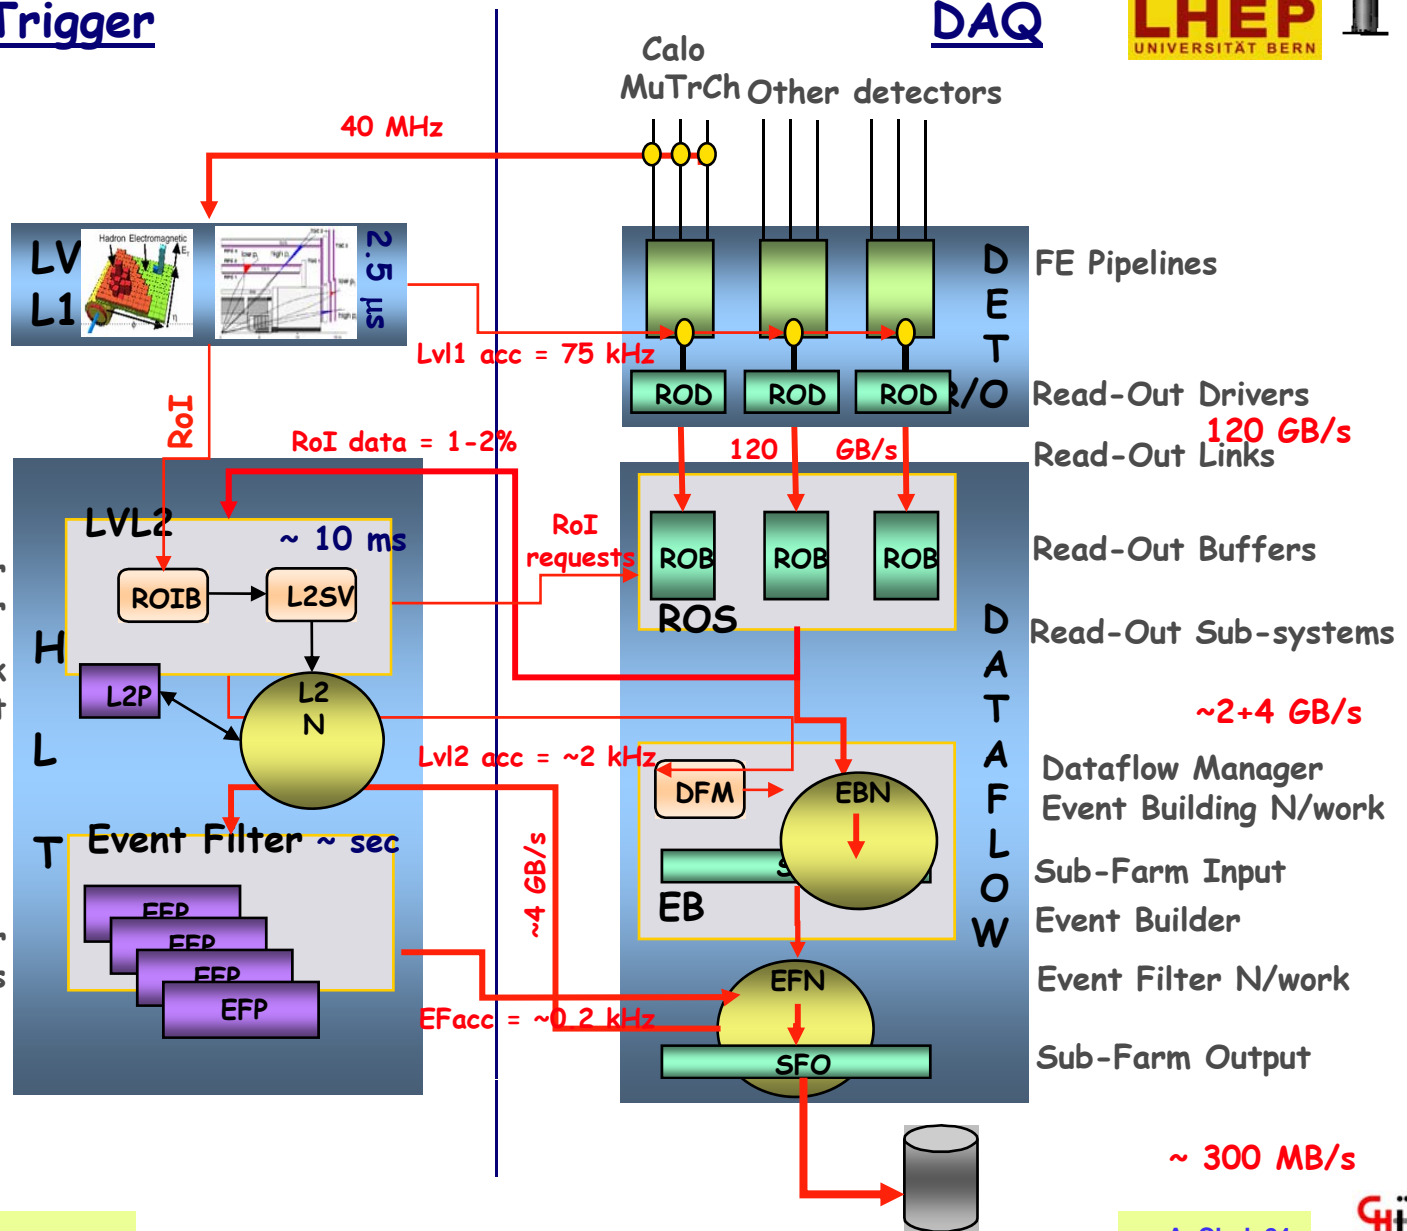 Trigger
DAQ
LHEP
UNIVERSITÄT BERN
Calo
MuTrCh
Other detectors
40 MHz
LV
L1
Hadron Electromagnetic
2.5 µs
D
E
T
R/O
FE Pipelines
Lvl1 acc = 75 kHz
ROD
ROD
ROD
Read-Out Drivers
120 GB/s
RoI
RoI data = 1-2%
120 GB/s
Read-Out Links
LVL2
~ 10 ms
RoI
requests
ROB
ROB
ROB
Read-Out Buffers
ROIB
L2SV
ROS
Read-Out Sub-systems
H
L
T
D
A
T
A
F
L
O
W
L2P
L2
N
~2+4 GB/s
Lvl2 acc = ~2 kHz
DFM
EBN
Dataflow Manager
Event Building N/work
Event Filter ~ sec
~4 GB/s
EB
Sub-Farm Input
Event Builder
EFP
EFP
EFP
EFP
EFN
Event Filter N/work
EFacc = ~0.2 kHz
SFO
Sub-Farm Output
~ 300 MB/s